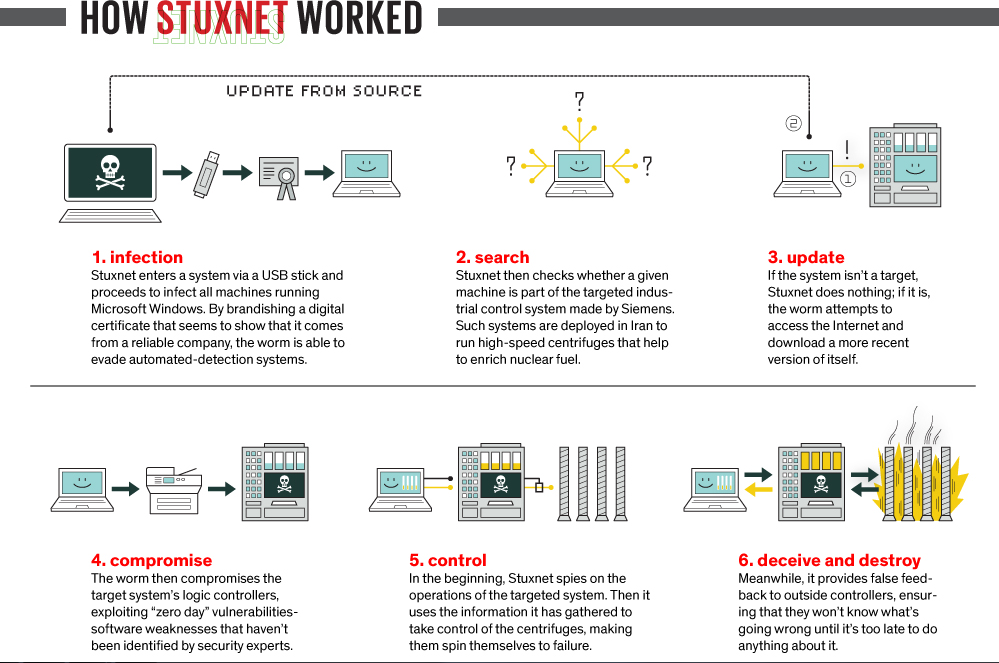 HOW STUXNET WORKED
UPDATE FROM SOURCE
?
?
?
2
!
1
1. infection
Stuxnet enters a system via a USB stick and
proceeds to infect all machines running
Microsoft Windows. By brandishing a digital
certificate that seems to show that it comes
from a reliable company, the worm is able to
evade automated-detection systems.
2. search
Stuxnet then checks whether a given
machine is part of the targeted indus-
trial control system made by Siemens.
Such systems are deployed in Iran to
run high-speed centrifuges that help
to enrich nuclear fuel.
3. update
If the system isn't a target,
Stuxnet does nothing; if it is,
the worm attempts to
access the Internet and
download a more recent
version of itself.
4. compromise
The worm then compromises the
target system's logic controllers,
exploiting “zero day” vulnerabilities-
software weaknesses that haven't
been identified by security experts.
5. control
In the beginning, Stuxnet spies on the
operations of the targeted system. Then it
uses the information it has gathered to
take control of the centrifuges, making
them spin themselves to failure.
6. deceive and destroy
Meanwhile, it provides false feed-
back to outside controllers, ensur-
ing that they won't know what's
going wrong until it's too late to do
anything about it.